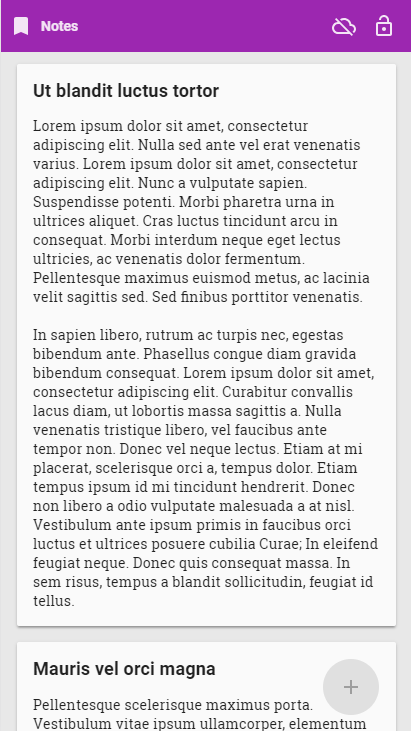 Notes
Ut blandit luctus tortor
Lorem ipsum dolor sit amet, consectetur
adipiscing elit. Nulla sed ante vel erat venenatis
varius. Lorem ipsum dolor sit amet, consectetur
adipiscing elit. Nunc a vulputate sapien.
Suspendisse potenti. Morbi pharetra urna in
ultrices aliquet. Cras luctus tincidunt arcu in
consequat. Morbi interdum neque eget lectus
ultricies, ac venenatis dolor fermentum.
Pellentesque maximus euismod metus, ac lacinia
velit sagittis sed. Sed finibus porttitor venenatis.
In sapien libero, rutrum ac turpis nec, egestas
bibendum ante. Phasellus congue diam gravida
bibendum consequat. Lorem ipsum dolor sit amet,
consectetur adipiscing elit. Curabitur convallis
lacus diam, ut lobortis massa sagittis a. Nulla
venenatis tristique libero, vel faucibus ante
tempor non. Donec vel neque lectus. Etiam at mi
placerat, scelerisque orci a, tempus dolor. Etiam
tempus ipsum id mi tincidunt hendrerit. Donec
non libero a odio vulputate malesuada a at nisl.
Vestibulum ante ipsum primis in faucibus orci
luctus et ultrices posuere cubilia Curae; In eleifend
feugiat neque. Donec quis consequat massa. In
sem risus, tempus a blandit sollicitudin, feugiat id
tellus.
Mauris vel orci magna
Pellentesque scelerisque maximus porta.
Vestibulum vitae ipsum ullamcorper, elementum